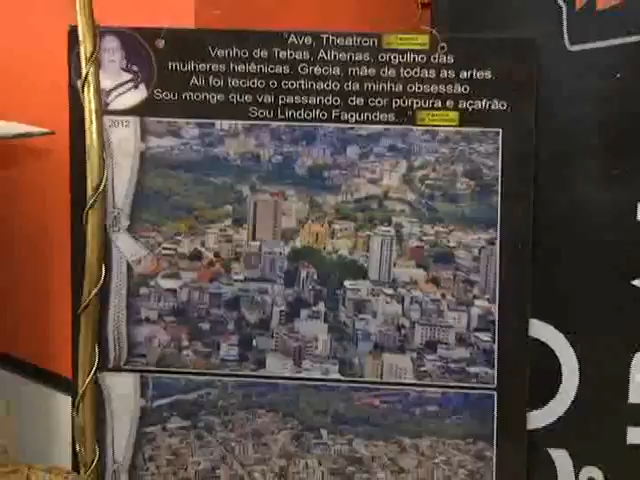 "Ave, Theatron
Venho de Tebas, Athenas, orgulho das
mulheres helênicas. Grécia, mãe de todas as artes.
Ali foi tecido o cortinado da minha obsessão.
Sou monge que vai passando, de cor púrpura e açafrão,
Sou Lindolfo Fagundes..."
2012